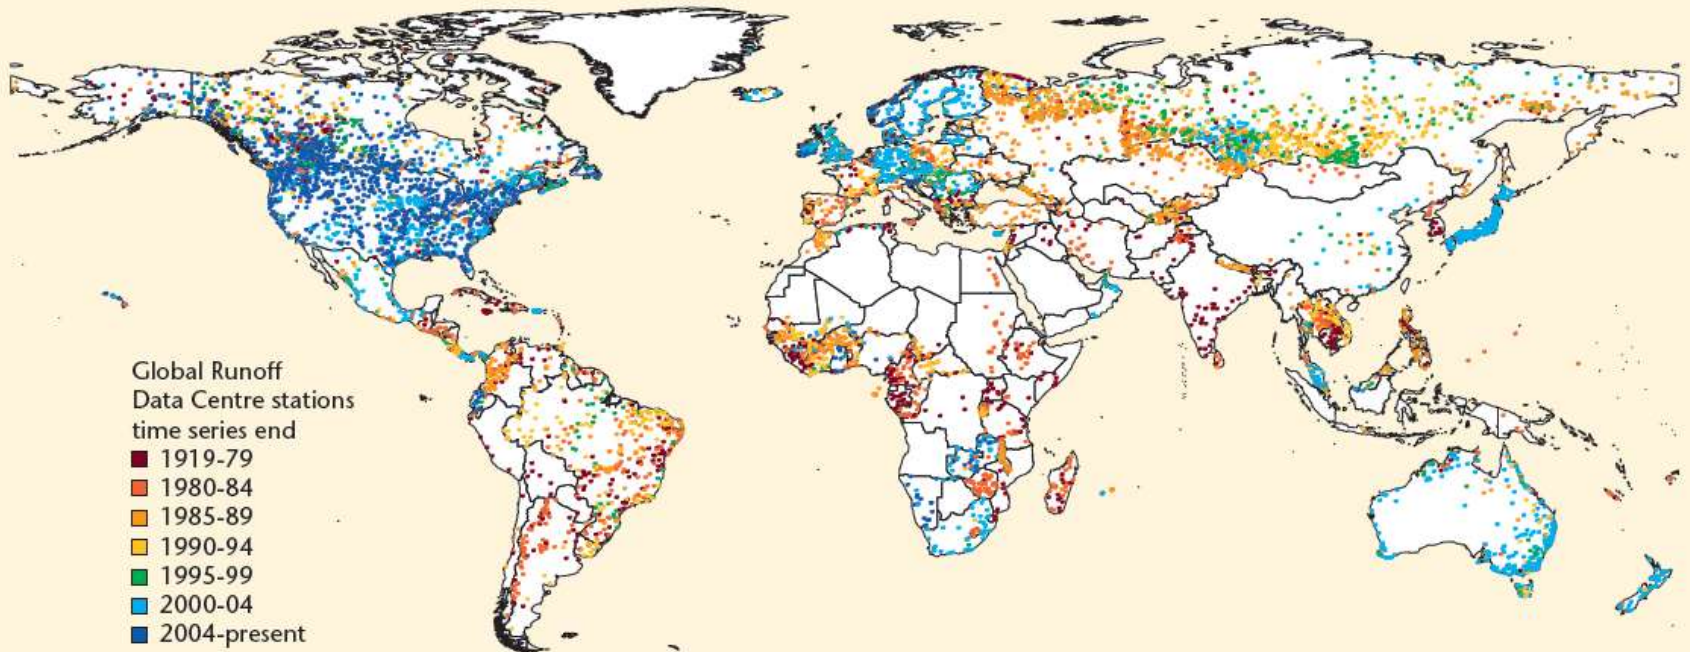 Global Runoff
Data Centre stations
time series end
1919-79
1980-84
1985-89
1990-94
1995-99
2000-04
2004-present